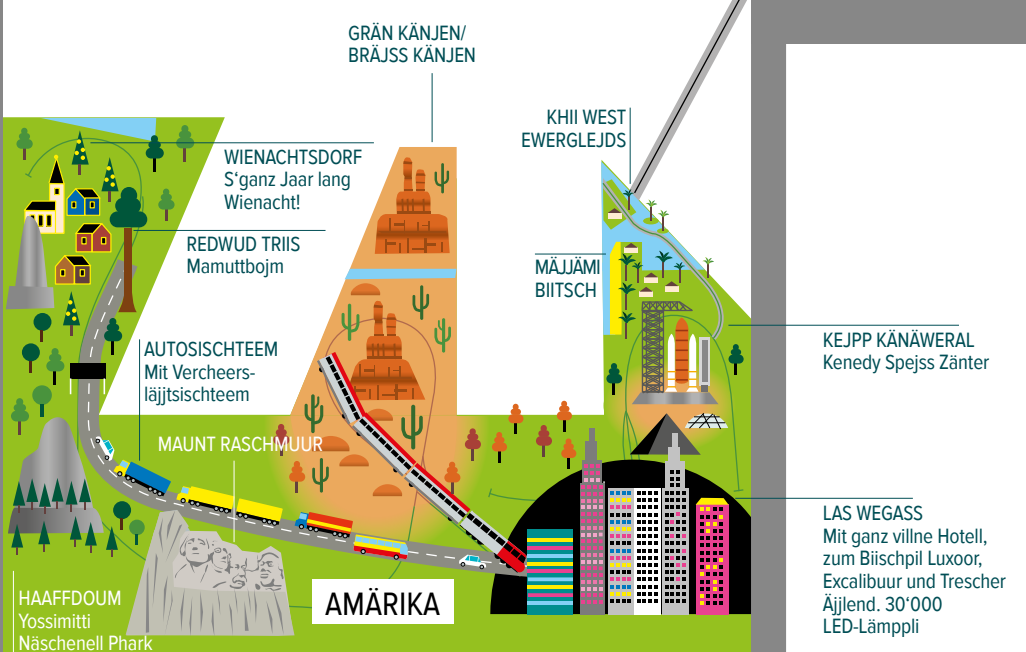 GRÄN KÄNJEN/
BRÄJSS KÄNJEN
KHII WEST
EWERGLEJDS
WIENACHTSDORF
S‘ganz Jaar lang
Wienacht!
REDWUD TRIIS
Mamuttbojm
MÄJJÄMI
BIITSCH
KEJPP KÄNÄWERAL
Kenedy Spejss Zänter
AUTOSISCHTEEM
Mit Vercheers-
läjjtsischteem
MAUNT RASCHMUUR
LAS WEGASS
Mit ganz villne Hotell,
zum Biischpil Luxoor,
Excalibuur und Trescher
Äjjlend. 30‘000
LED-Lämppli
AMÄRIKA
HAAFFDOUM
Yossimitti
Näschenell Phark